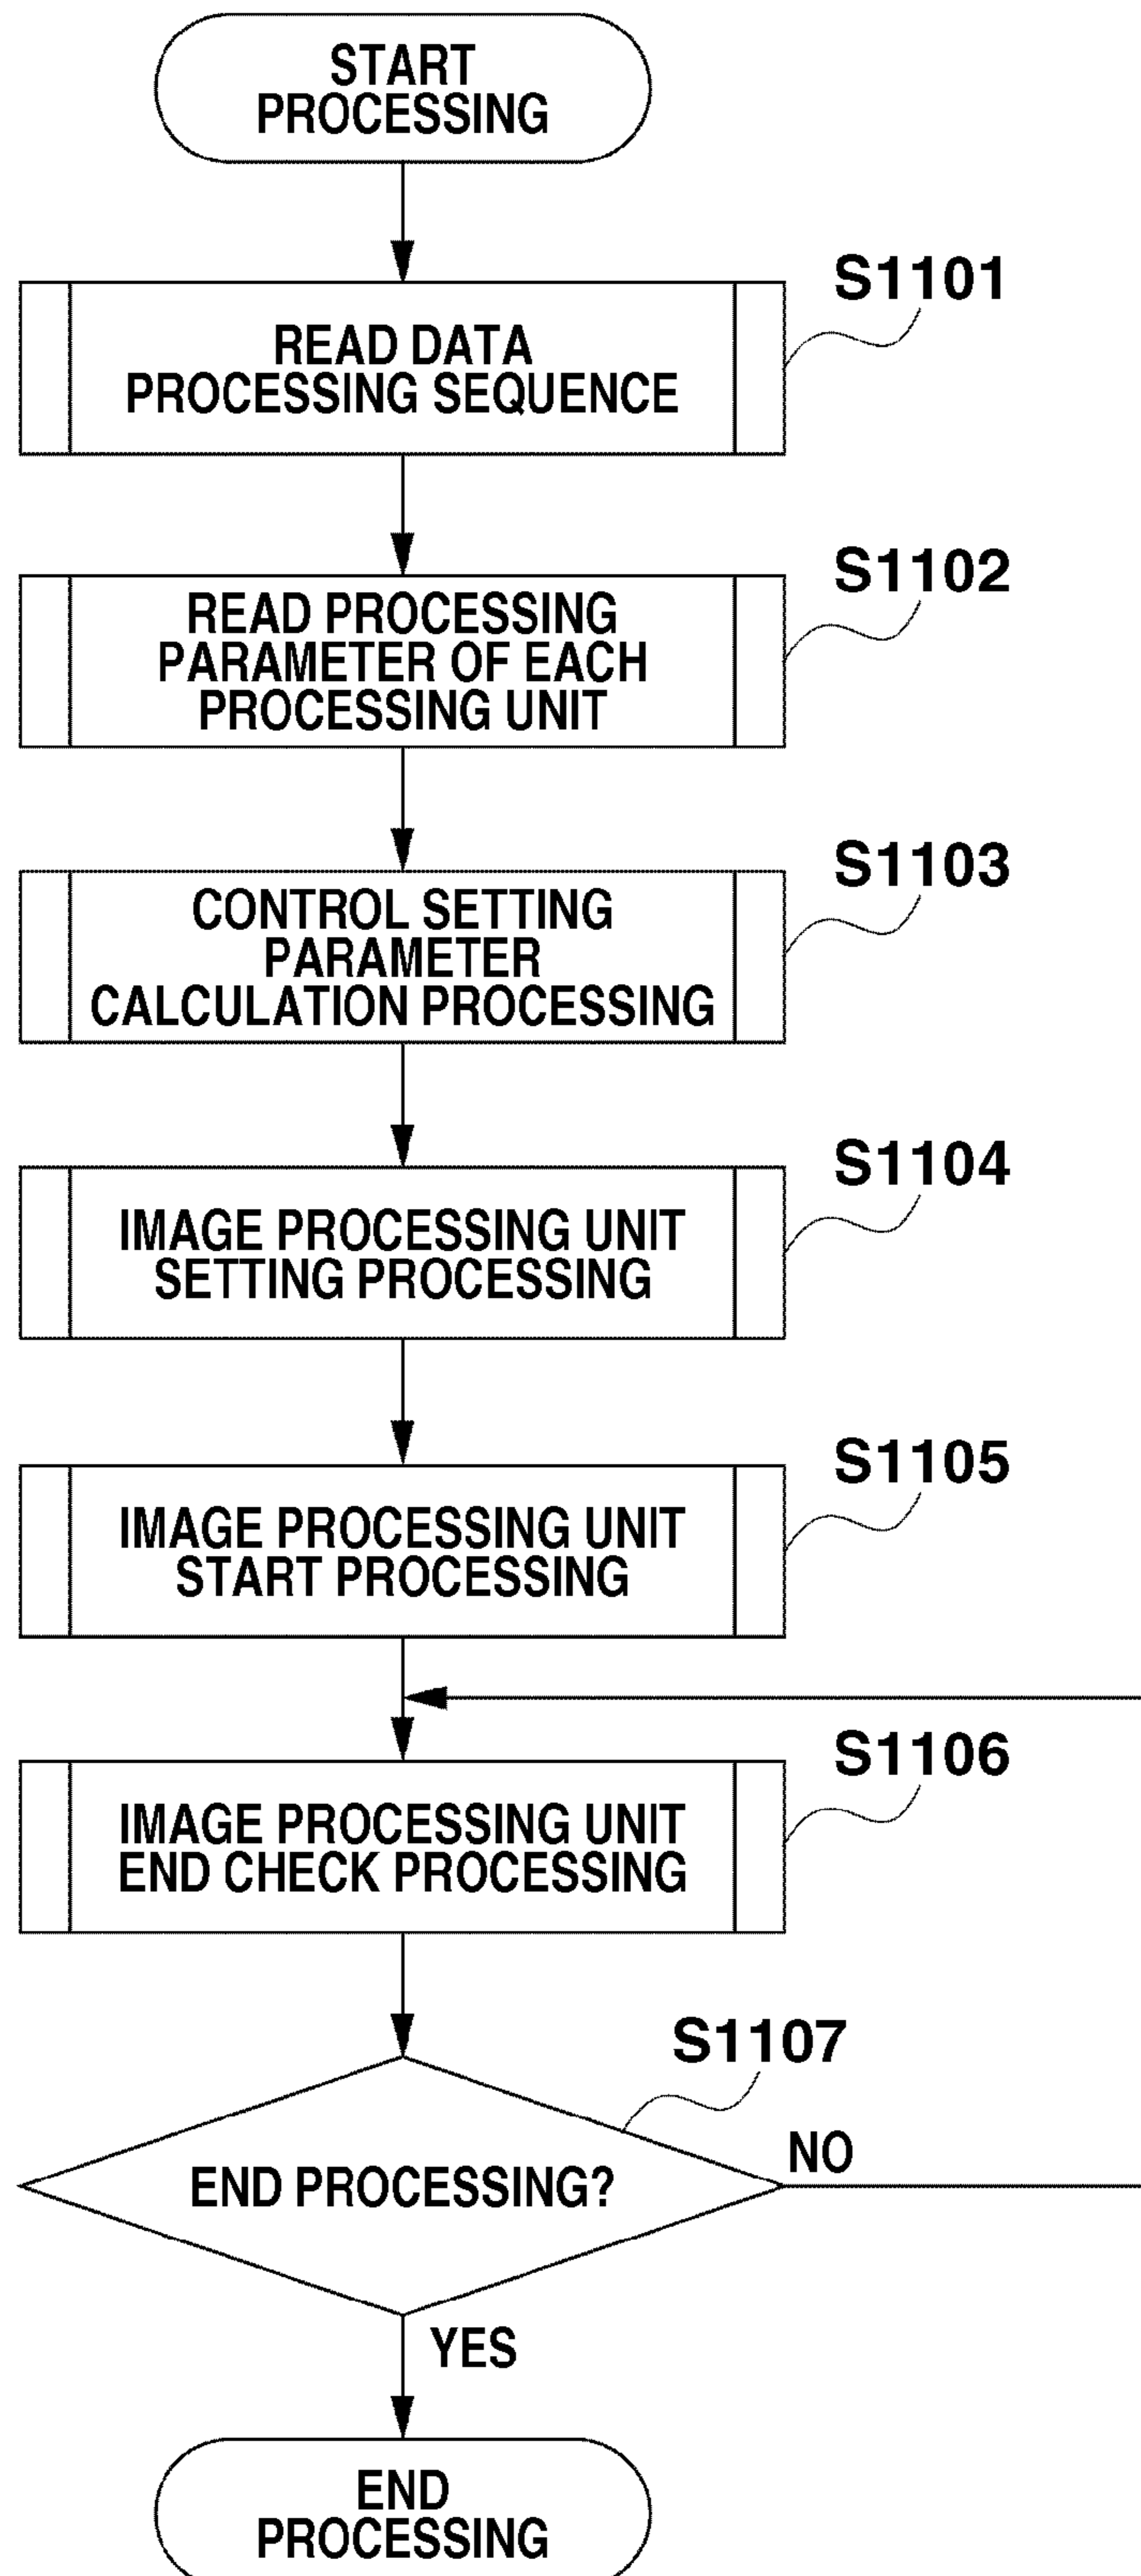 START
PROCESSING
S1101
READ DATA
PROCESSING SEQUENCE
S1102
READ PROCESSING
PARAMETER OF EACH
PROCESSING UNIT
S1103
CONTROL SETTING
PARAMETER
CALCULATION PROCESSING
S1104
IMAGE PROCESSING UNIT
SETTING PROCESSING
S1105
IMAGE PROCESSING UNIT
START PROCESSING
S1106
IMAGE PROCESSING UNIT
END CHECK PROCESSING
S1107
END PROCESSING?
NO
YES
END
PROCESSING